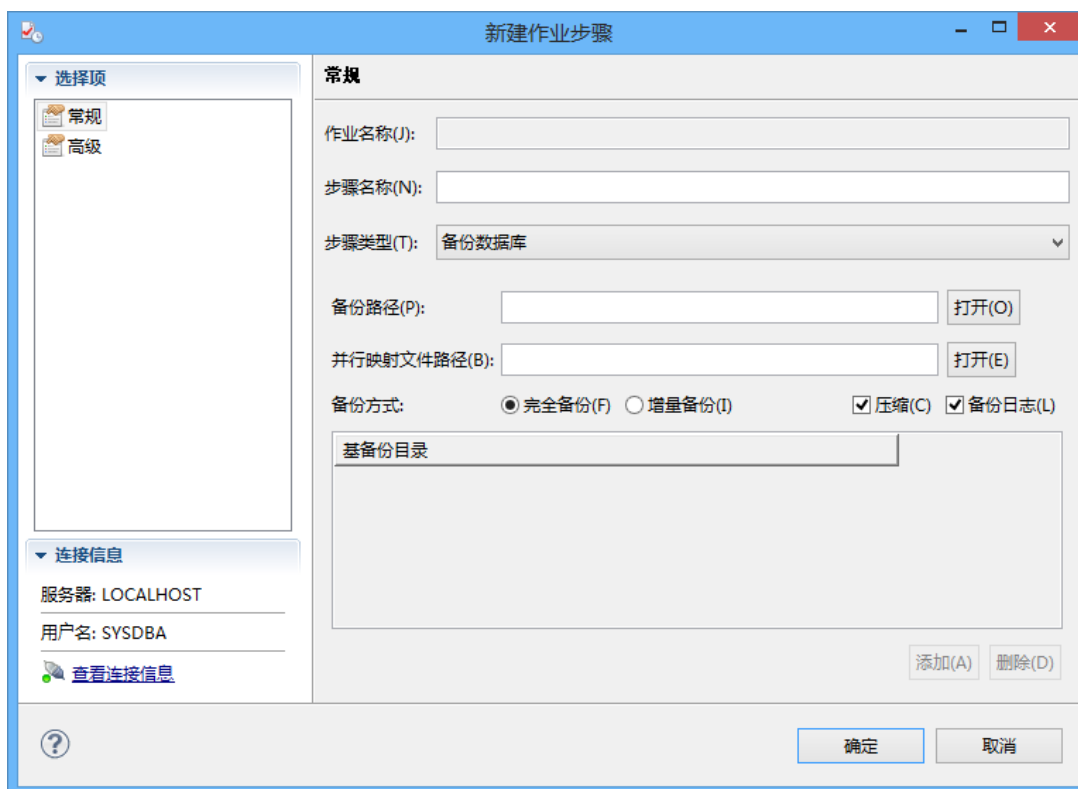 新建作业步骤
选择项
常规
高级
连接信息
服务器: LOCALHOST
用户名: SYSDBA
查看连接信息
常规
作业名称(J):
步骤名称(N):
步骤类型(T): 备份数据库
备份路径(P): 打开(O)
并行映射文件路径(B): 打开(E)
备份方式: 完全备份(F) 增量备份(I) 压缩(C) 备份日志(L)
基备份目录
添加(A) 删除(D)
确定 取消